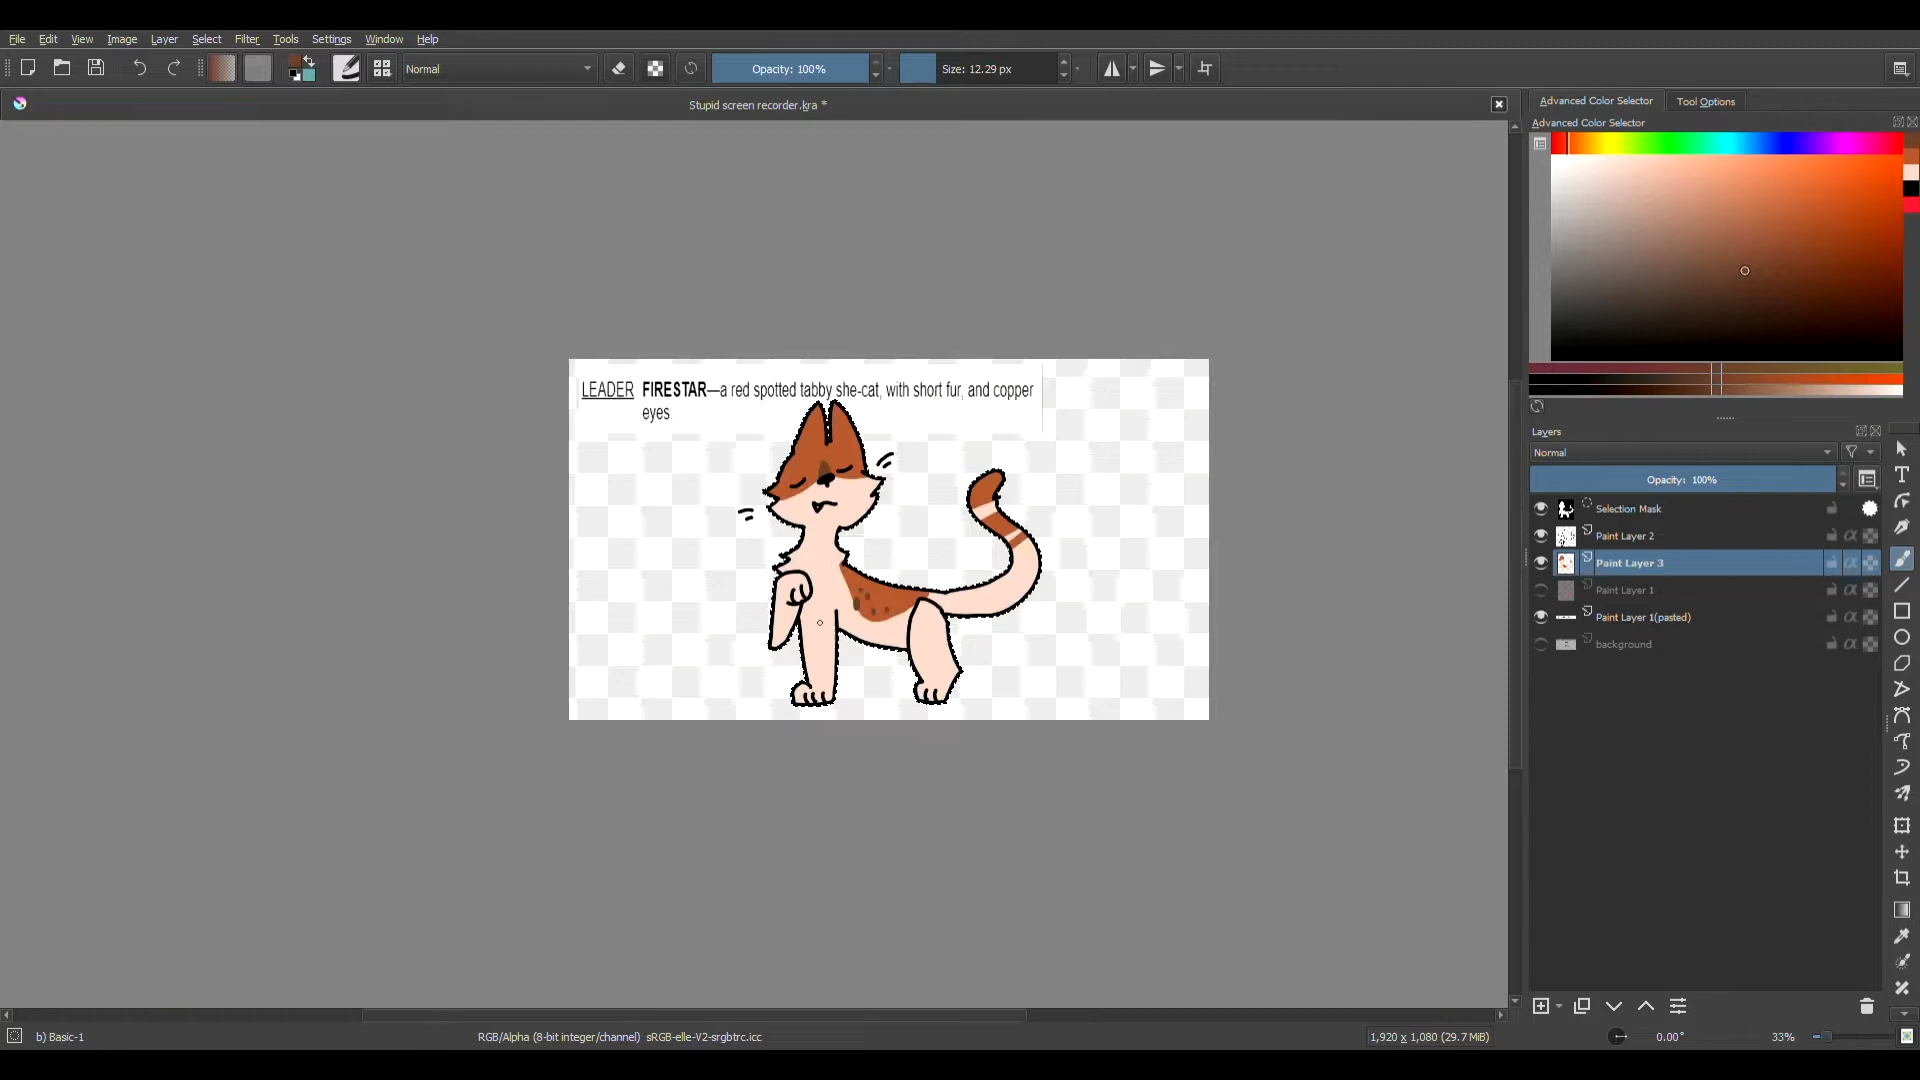 File Edit View Image Layer Select Filter Tools Settings Window Help
Normal Opacity: 100% Size: 12.29 px
Stupid screen recorder.kra *
Advanced Color Selector Tool Options
Advanced Color Selector
LEADER FIRESTAR—a red spotted tabby she-cat, with short fur, and copper
eyes
Layers
Normal
Opacity: 100%
Selection Mask
Paint Layer 2
Paint Layer 3
Paint Layer 1
Paint Layer 1(pasted)
background
b) Basic-1 RGB/Alpha (8-bit integer/channel) sRGB-elle-V2-srgbtrc.icc 1,920 x 1,080 (29.7 MiB) 0.00° 33%